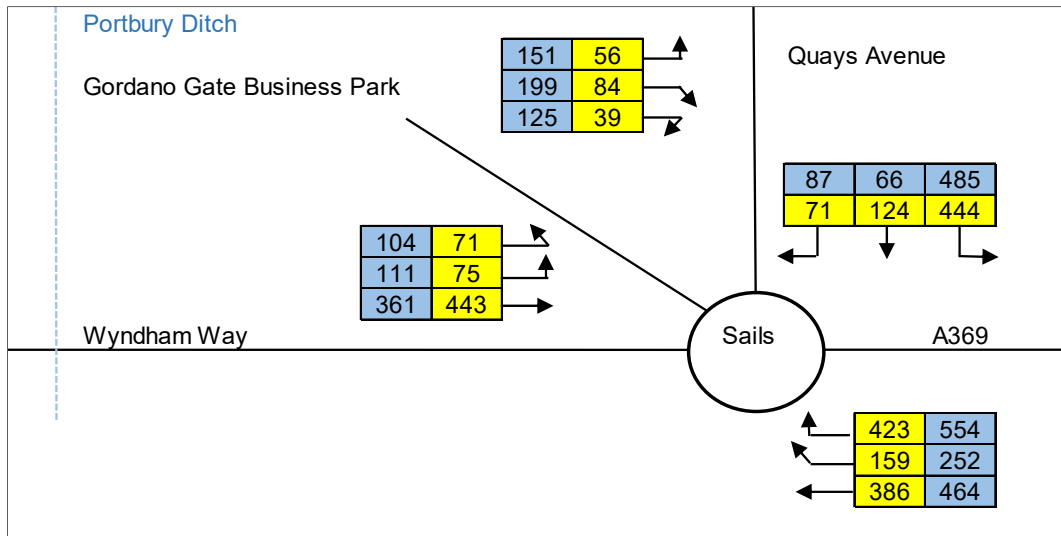 Portbury Ditch
Gordano Gate Business Park
151 56
199 84
125 39
Quays Avenue
87 66 485
71 124 444
104 71
111 75
361 443
Wyndham Way
Sails
A369
423 554
159 252
386 464